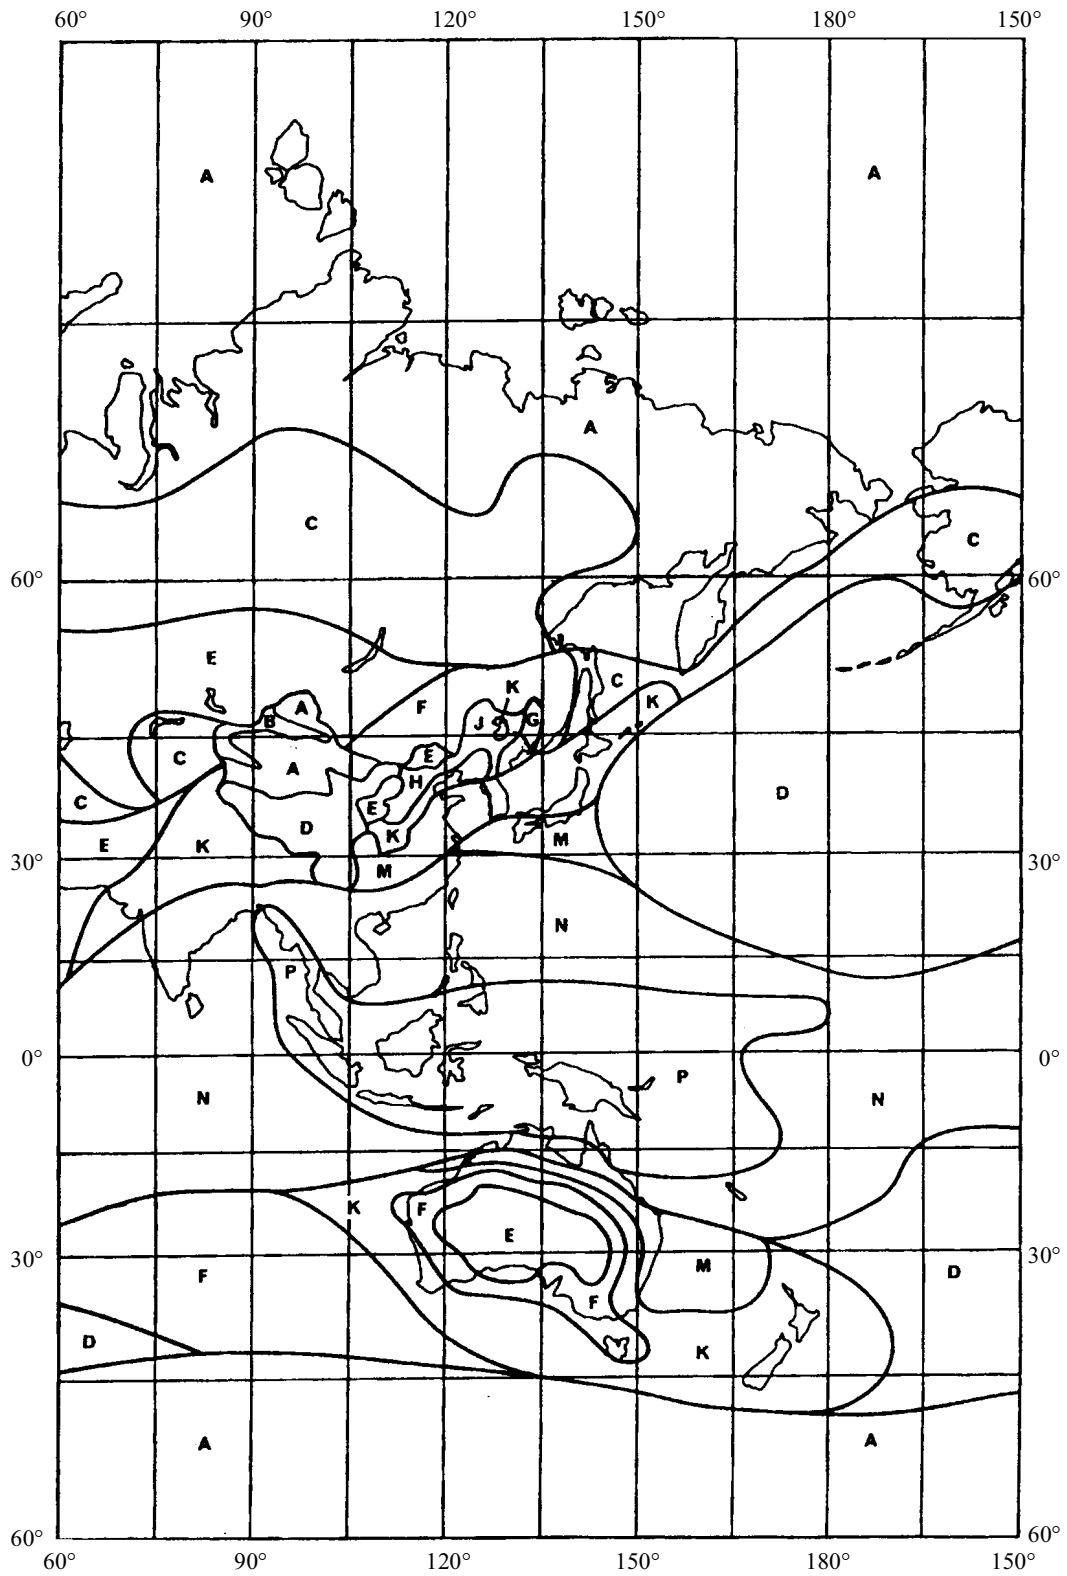 60° 90° 120° 150° 180° 150°
A A
A
C C
60° 60°
E
C
K
A K
B F J G
C E
A H
C E D
D K M
E K M
30° 30°
N
P
0° 0°
P
N N
K F
E
30° M 30°
F D
F
D K
A A
60° 60°
60° 90° 120° 150° 180° 150°